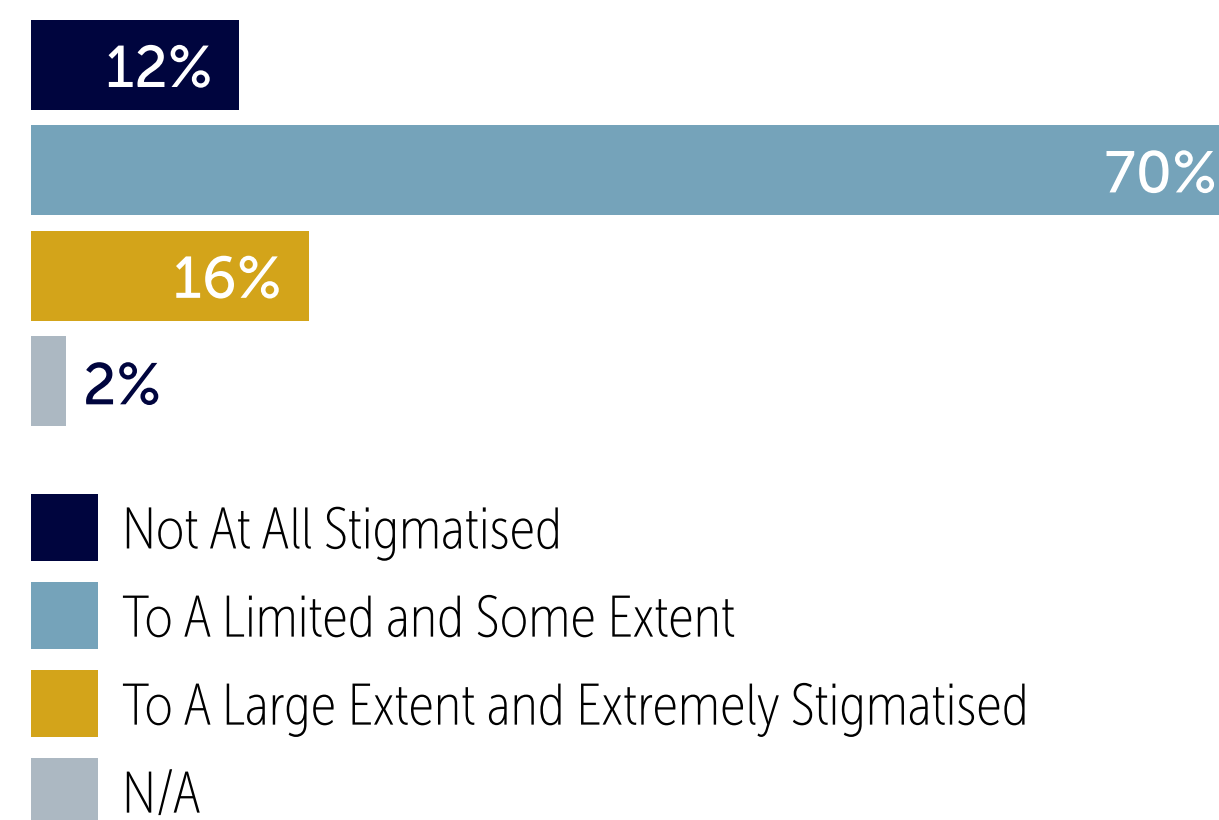 12%
70%
16%
2%
Not At All Stigmatised
To A Limited and Some Extent
To A Large Extent and Extremely Stigmatised
N/A